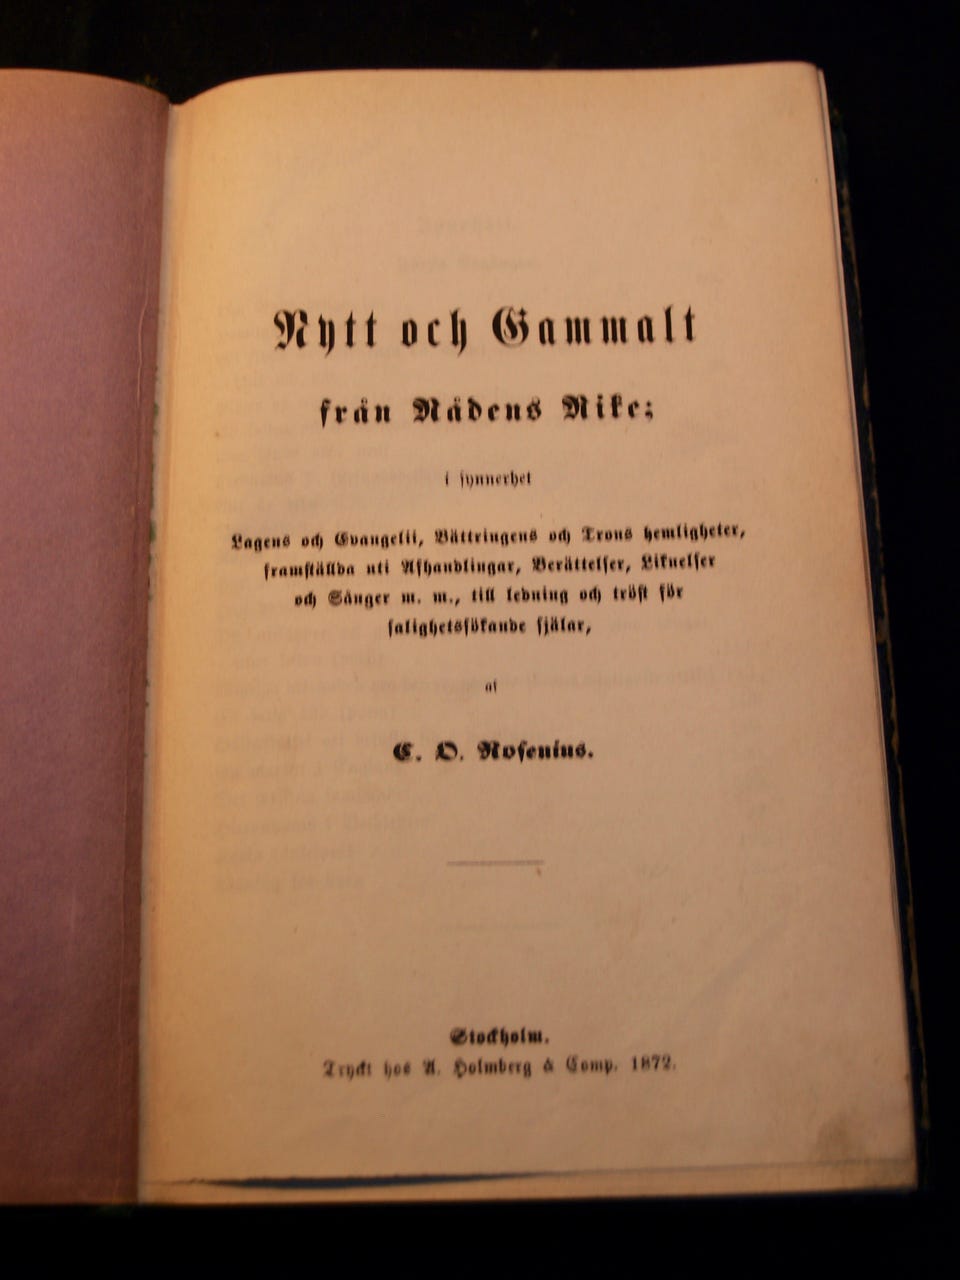 Nytt och Gammalt
från Nådens Rike;
i synnerhet
Lagens och Evangelii, Bättringens och Trons hemligheter,
framställda uti Afhandlingar, Berättelser, Liknelser
och Sånger m. m., till ledning och tröst för
salighetssökande själar,
af
C. O. Rosenius.
Stockholm.
Tryckt hos A. Holmberg & Comp. 1872.